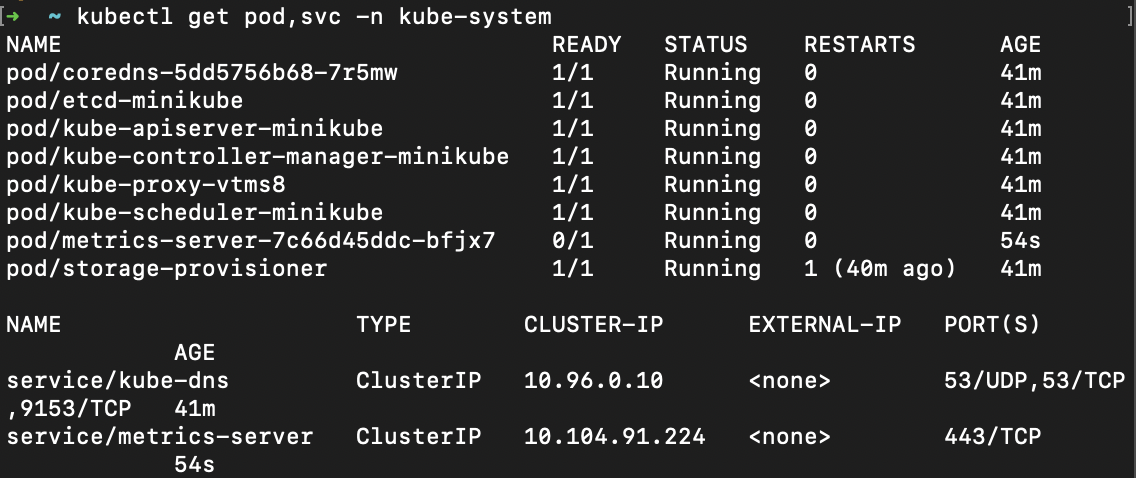 [➜  ~ kubectl get pod,svc -n kube-system ]
NAME                                   READY   STATUS    RESTARTS      AGE
pod/coredns-5dd5756b68-7r5mw           1/1     Running   0             41m
pod/etcd-minikube                      1/1     Running   0             41m
pod/kube-apiserver-minikube            1/1     Running   0             41m
pod/kube-controller-manager-minikube   1/1     Running   0             41m
pod/kube-proxy-vtms8                   1/1     Running   0             41m
pod/kube-scheduler-minikube            1/1     Running   0             41m
pod/metrics-server-7c66d45ddc-bfjx7    0/1     Running   0             54s
pod/storage-provisioner                1/1     Running   1 (40m ago)   41m

NAME                     TYPE        CLUSTER-IP      EXTERNAL-IP   PORT(S)
            AGE
service/kube-dns         ClusterIP   10.96.0.10      <none>        53/UDP,53/TCP
,9153/TCP   41m
service/metrics-server   ClusterIP   10.104.91.224   <none>        443/TCP
            54s